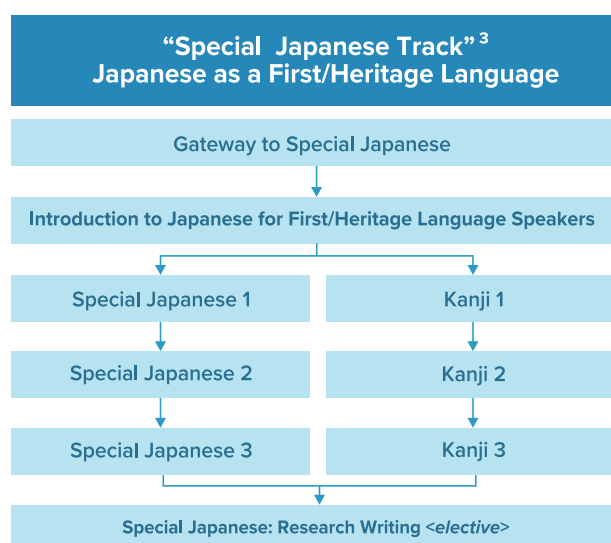 “Special Japanese Track” 3
Japanese as a First/Heritage Language
Gateway to Special Japanese
Introduction to Japanese for First/Heritage Language Speakers
Special Japanese 1
Kanji 1
Special Japanese 2
Kanji 2
Special Japanese 3
Kanji 3
Special Japanese: Research Writing <elective>